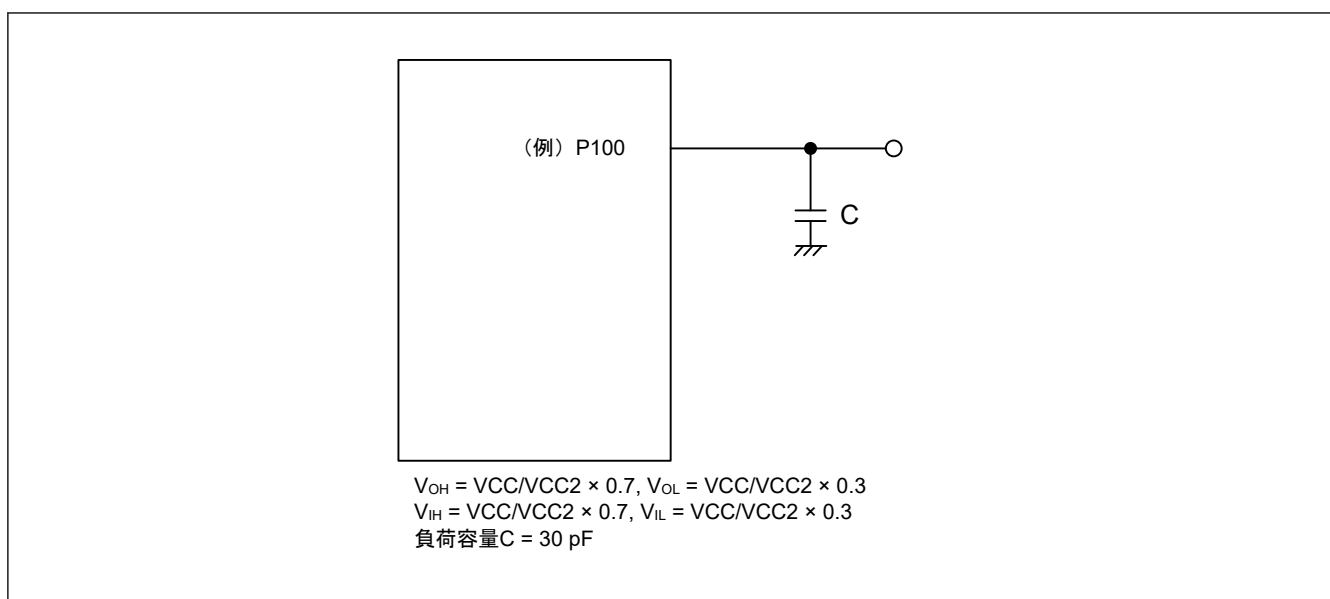 （例）P100
C
VOH = VCC/VCC2 × 0.7, VOL = VCC/VCC2 × 0.3
VIH = VCC/VCC2 × 0.7, VIL = VCC/VCC2 × 0.3
負荷容量C = 30 pF